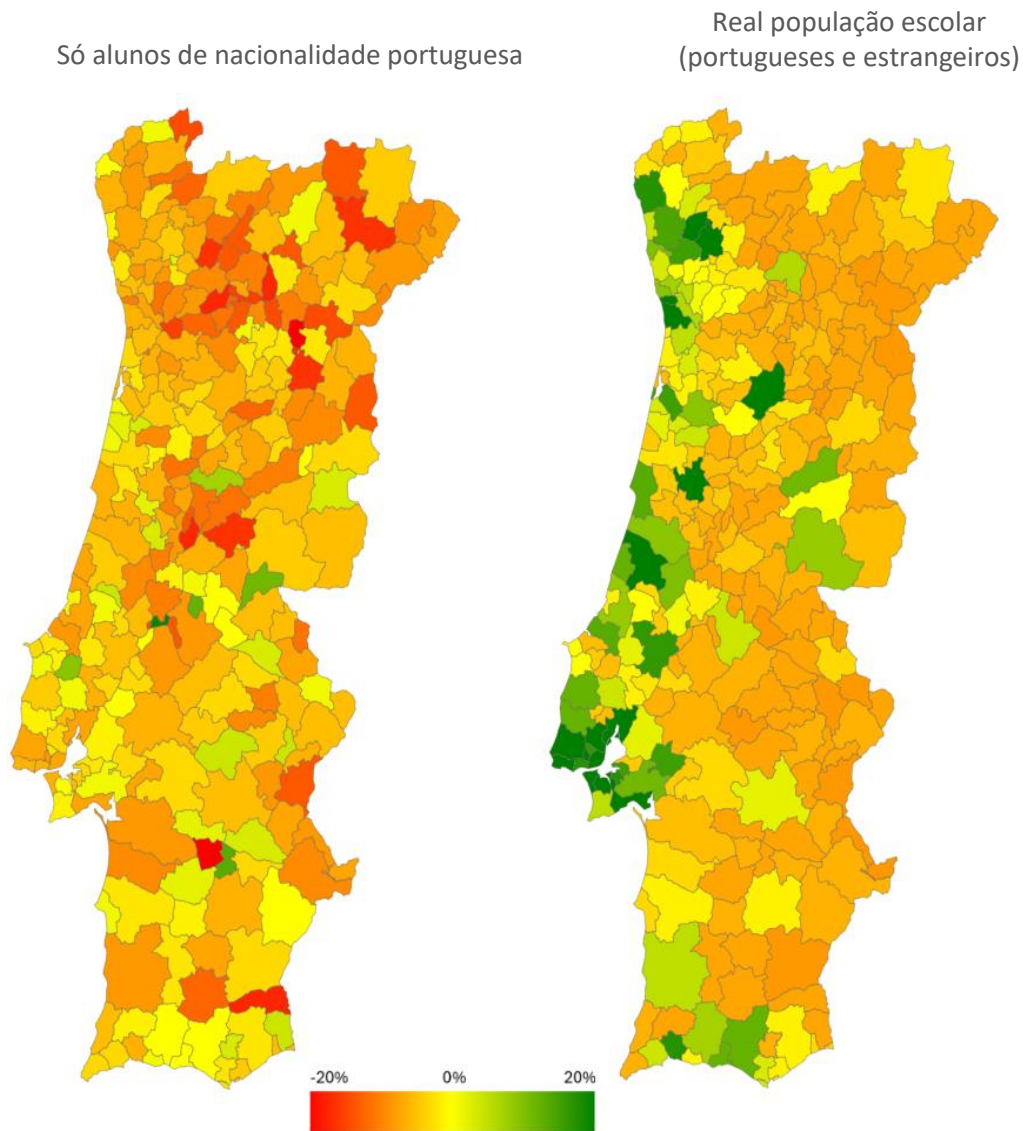 Só alunos de nacionalidade portuguesa
Real população escolar
(portugueses e estrangeiros)
-20%
0%
20%